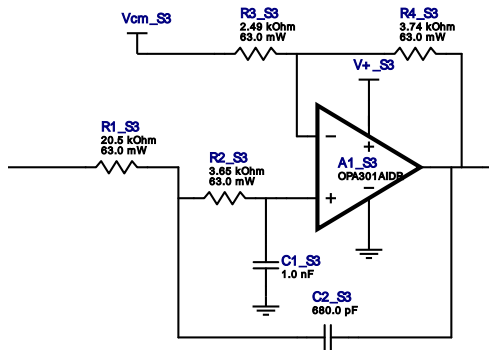 Vcm_S3
R3_S3
2.49 kOhm
63.0 mW
R4_S3
3.74 kOhm
63.0 mW
V+_S3
R1_S3
20.5 kOhm
63.0 mW
R2_S3
3.65 kOhm
63.0 mW
−
+
A1_S3
OPA301AIDR
−
+
C1_S3
1.0 nF
C2_S3
680.0 pF